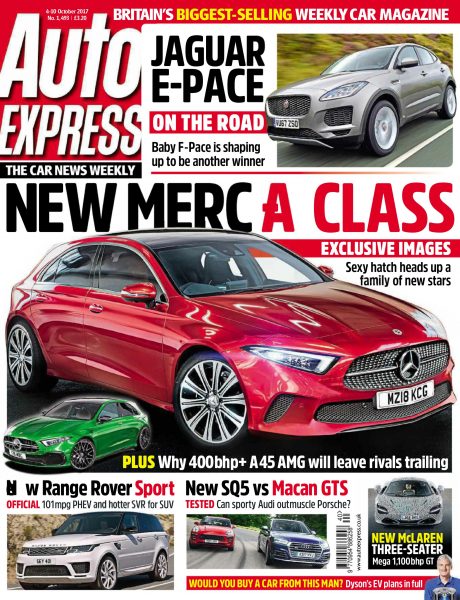 4-10 October 2017
No. 1,493 | £3.20
BRITAIN'S BIGGEST-SELLING WEEKLY CAR MAGAZINE
Auto
EXPRESS
THE CAR NEWS WEEKLY
JAGUAR
E-PACE
ON THE ROAD
Baby F-Pace is shaping
up to be another winner
NEW MERC A CLASS
EXCLUSIVE IMAGES
Sexy hatch heads up a
family of new stars
MZ18 KCG
PLUS Why 400bhp+ A45 AMG will leave rivals trailing
w Range Rover Sport
OFFICIAL 101mpg PHEV and hotter SVR for SUV
New SQ5 vs Macan GTS
TESTED Can sporty Audi outmuscle Porsche?
www.autoexpress.co.uk
NEW McLAREN
THREE-SEATER
Mega 1,100bhp GT
WOULD YOU BUY A CAR FROM THIS MAN? Dyson's EV plans in full